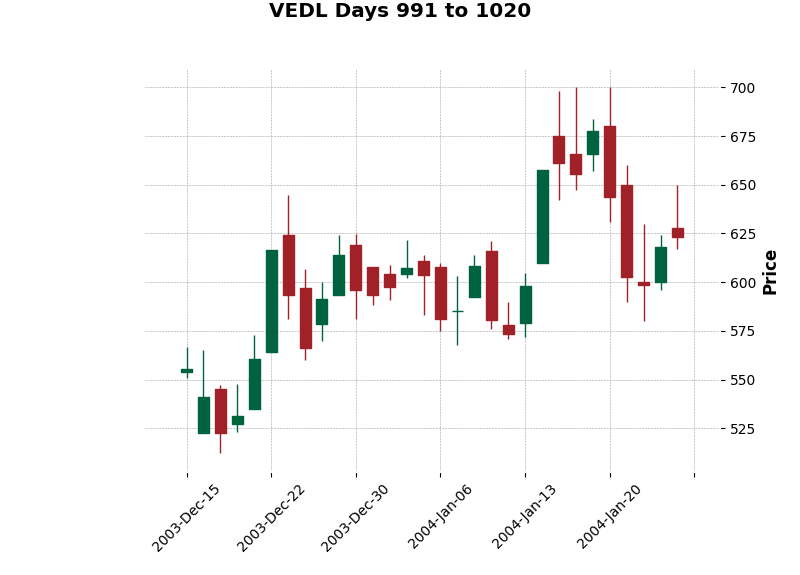 VEDL Days 991 to 1020
700
675
650
625
600
575
550
525
Price
2003-Dec-15
2003-Dec-22
2003-Dec-30
2004-Jan-06
2004-Jan-13
2004-Jan-20